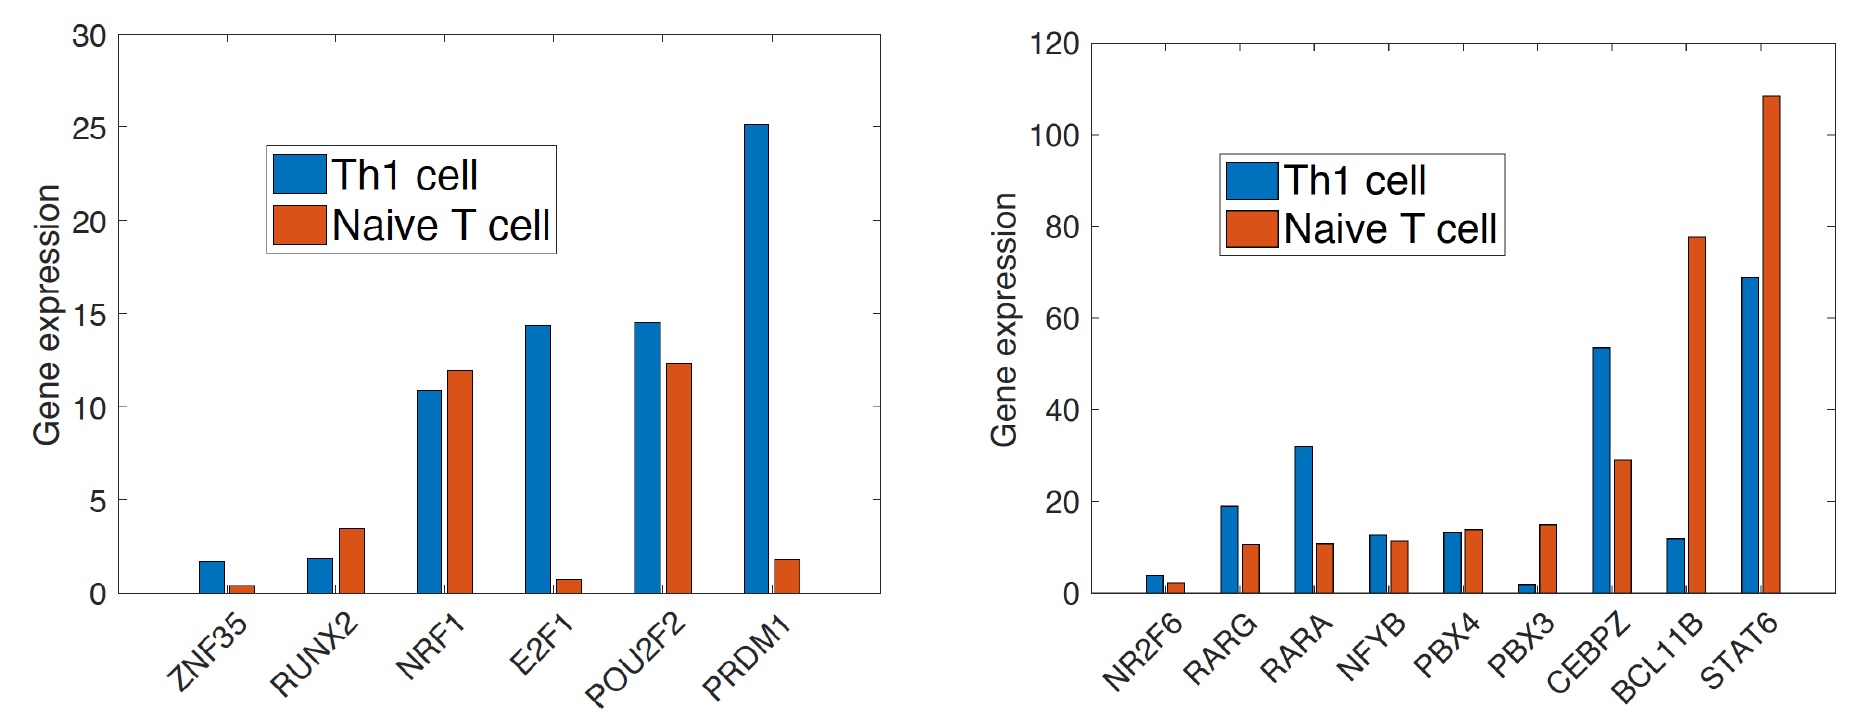 30
25
20
15
10
5
0
Gene expression
Th1 cell
Naive T cell
ZNF35
RUNX2
NRF1
E2F1
POU2F2
PRDM1
120
100
80
60
40
20
0
Gene expression
Th1 cell
Naive T cell
NR2F6
RARG
RARA
NFYB
PBX4
PBX3
CEBPZ
BCL11B
STAT6